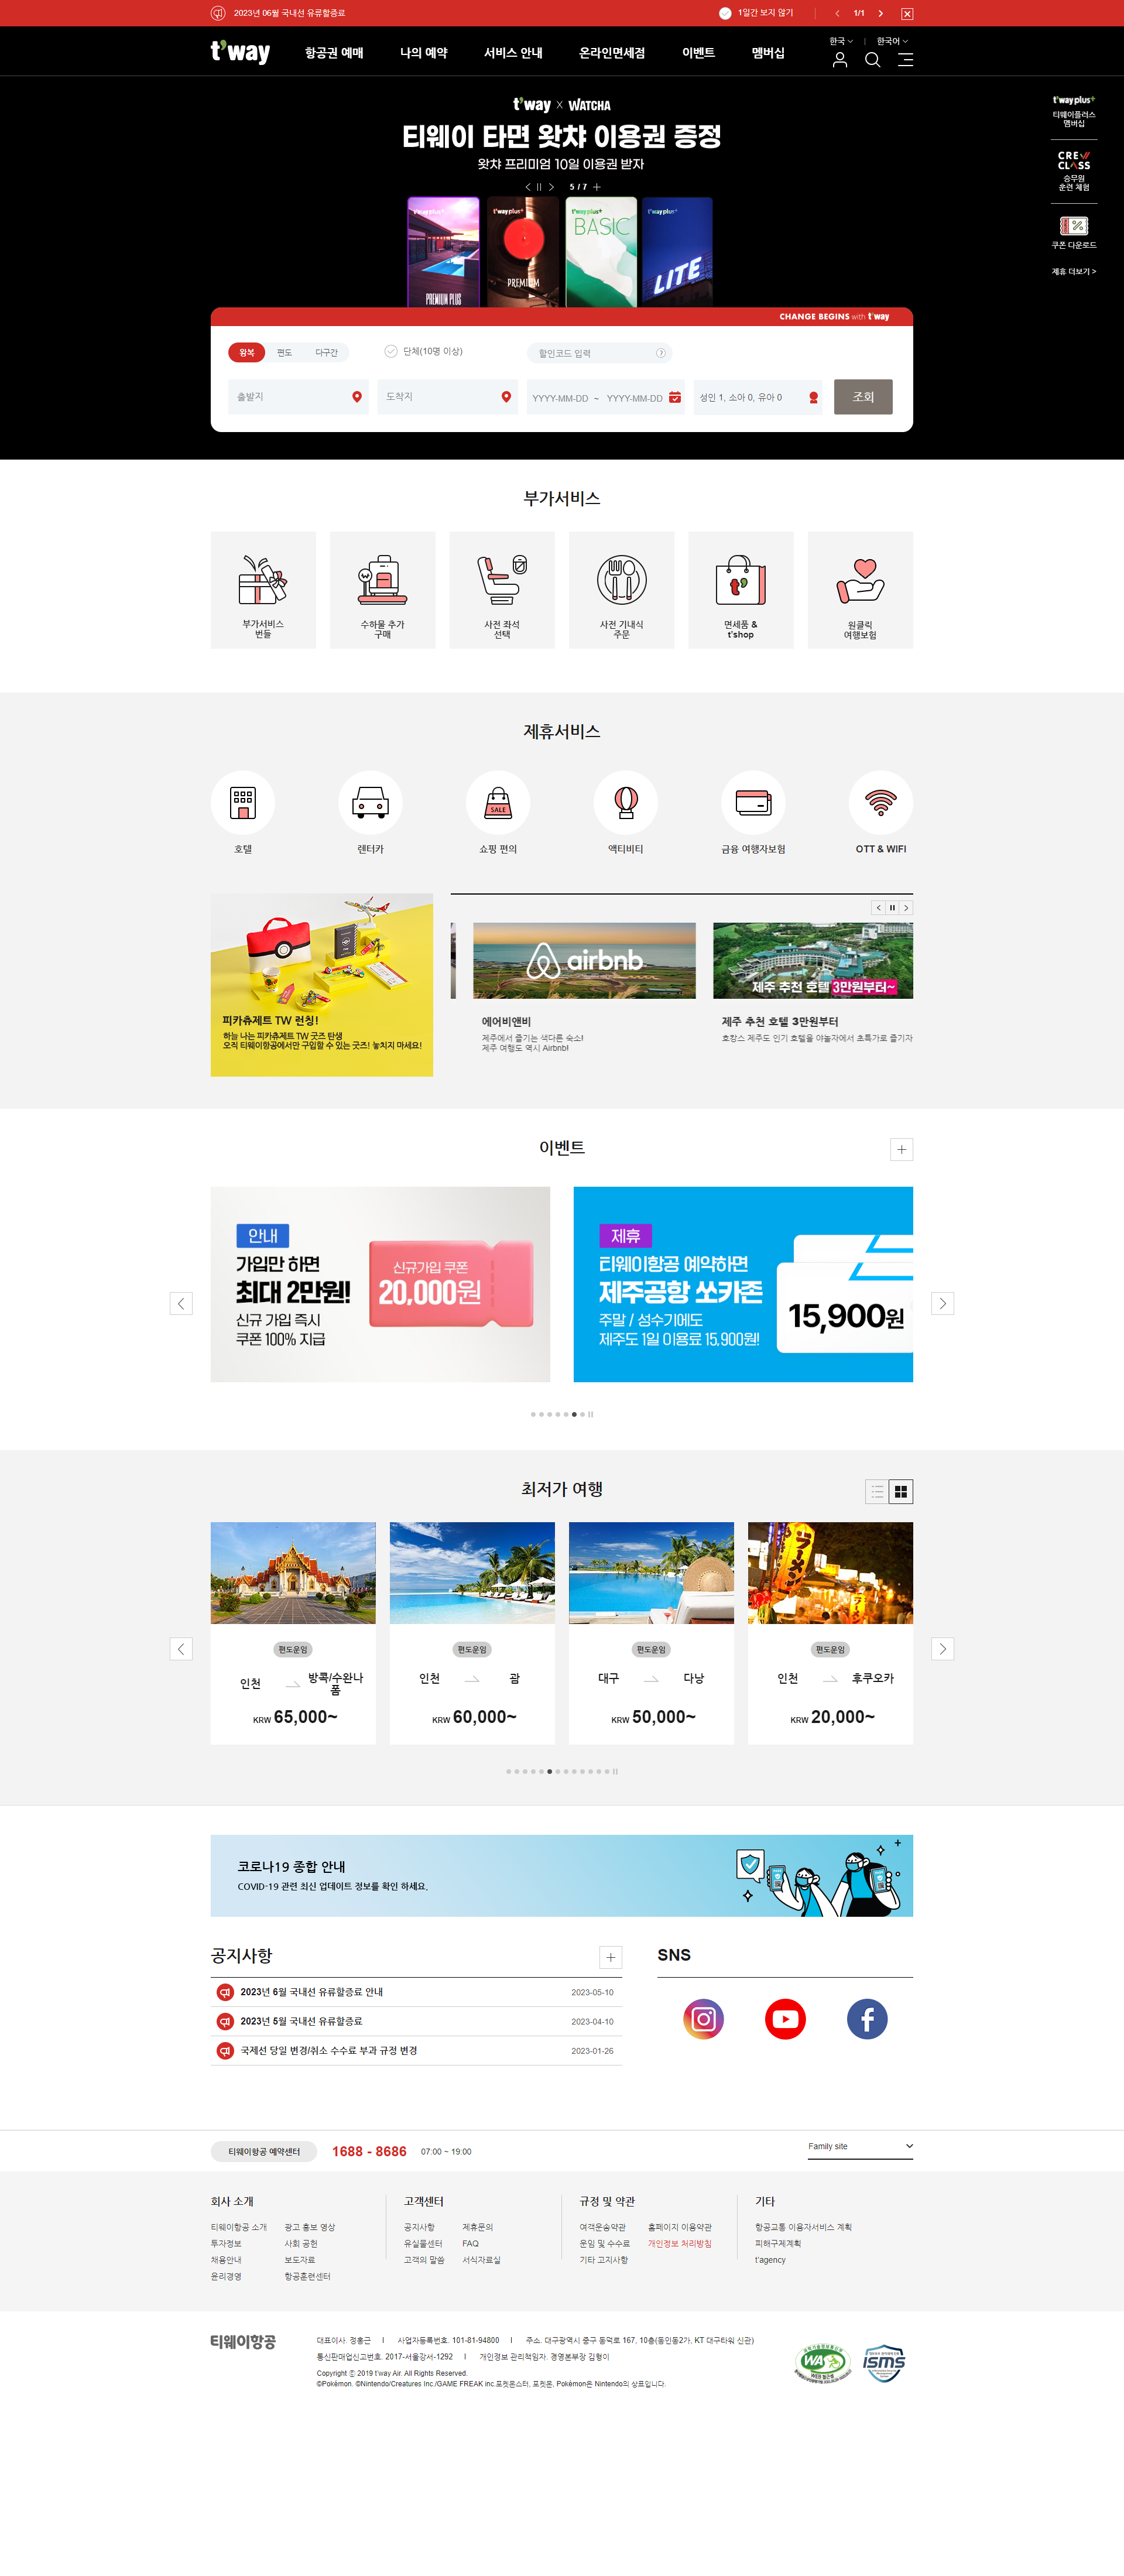 2023년 06월 국내선 유류할증료
1일간 보지 않기
1/1
t'way
항공권 예매
나의 예약
서비스 안내
온라인면세점
이벤트
멤버십
한국
한국어
t'way X WATCHA
티웨이 타면 왓챠 이용권 증정
왓챠 프리미엄 10일 이용권 받자
5 / 7
t'way plus+
PREMIUM PLUS
t'way plus+
PREMIUM
t'way plus+
BASIC
t'way plus+
LITE
t'way plus+
티웨이플러스
멤버십
CREW
CLASS
승무원
훈련 체험
쿠폰 다운로드
제휴 더보기 >
CHANGE BEGINS with t'way
왕복
편도
다구간
단체(10명 이상)
할인코드 입력
?
출발지
도착지
YYYY-MM-DD ~ YYYY-MM-DD
성인 1, 소아 0, 유아 0
조회
부가서비스
부가서비스
번들
수하물 추가
구매
사전 좌석
선택
사전 기내식
주문
면세품 &
t'shop
원클릭
여행보험
제휴서비스
호텔
렌터카
SALE
쇼핑 편의
액티비티
금융 여행자보험
OTT & WIFI
피카츄제트 TW 런칭!
하늘 나는 피카츄제트 TW 굿즈 탄생
오직 티웨이항공에서만 구입할 수 있는 굿즈! 놓치지 마세요!
airbnb
에어비앤비
제주에서 즐기는 색다른 숙소!
제주 여행도 역시 Airbnb!
제주 추천 호텔 3만원부터~
제주 추천 호텔 3만원부터
호캉스 제주도 인기 호텔을 야놀자에서 초특가로 즐기자
이벤트
안내
가입만 하면
최대 2만원!!
신규 가입 즉시
쿠폰 100% 지급
신규가입 쿠폰
20,000원
제휴
티웨이항공 예약하면
제주공항 쏘카존
주말 / 성수기에도
제주도 1일 이용료 15,900원!
15,900원
최저가 여행
편도운임
인천
방콕/수완나폼
KRW 65,000~
편도운임
인천
괌
KRW 60,000~
편도운임
대구
다낭
KRW 50,000~
ラーメン
편도운임
인천
후쿠오카
KRW 20,000~
코로나19 종합 안내
COVID-19 관련 최신 업데이트 정보를 확인 하세요.
공지사항
2023년 6월 국내선 유류할증료 안내
2023-05-10
2023년 5월 국내선 유류할증료
2023-04-10
국제선 당일 변경/취소 수수료 부과 규정 변경
2023-01-26
SNS
티웨이항공 예약센터
1688 - 8686
07:00 ~ 19:00
Family site
회사 소개
티웨이항공 소개
광고 홍보 영상
투자정보
사회 공헌
채용안내
보도자료
윤리경영
항공훈련센터
고객센터
공지사항
제휴문의
유실물센터
FAQ
고객의 말씀
서식자료실
규정 및 약관
여객운송약관
홈페이지 이용약관
운임 및 수수료
개인정보 처리방침
기타 고지사항
기타
항공교통 이용자서비스 계획
피해구제계획
t'agency
티웨이항공
대표이사. 정홍근 | 사업자등록번호. 101-81-94800 | 주소. 대구광역시 중구 동덕로 167, 10층(동인동2가, KT 대구타워 신관)
통신판매업신고번호. 2017-서울강서-1292 | 개인정보 관리책임자. 경영본부장 김형이
Copyright ⓒ 2019 t'way Air. All Rights Reserved.
©Pokémon. ©Nintendo/Creatures Inc./GAME FREAK inc.포켓몬스터, 포켓몬, Pokémon은 Nintendo의 상표입니다.
WA
ISMS